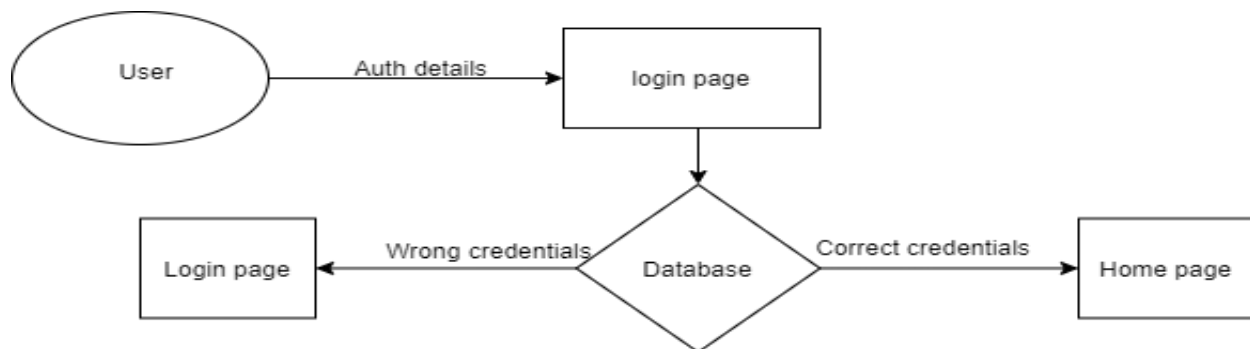 User
Auth details
login page
Wrong credentials
Correct credentials
Login page
Database
Home page